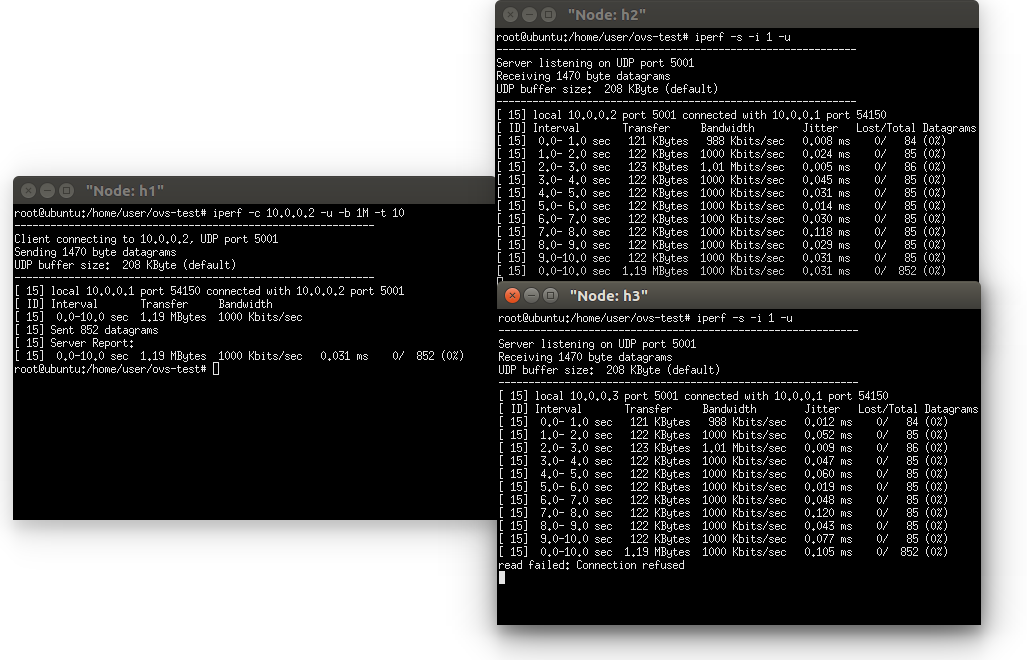 "Node: h2"
root@ubuntu:/home/user/ovs-test# iperf -s -i 1 -u
------------------------------------------------------------
Server listening on UDP port 5001
Receiving 1470 byte datagrams
UDP buffer size:  208 KByte (default)
------------------------------------------------------------
[ 15] local 10.0.0.2 port 5001 connected with 10.0.0.1 port 54150
[ ID] Interval       Transfer     Bandwidth        Jitter   Lost/Total Datagrams
[ 15]  0.0- 1.0 sec   121 KBytes   988 Kbits/sec   0.008 ms    0/   84 (0%)
[ 15]  1.0- 2.0 sec   122 KBytes  1000 Kbits/sec   0.024 ms    0/   85 (0%)
[ 15]  2.0- 3.0 sec   123 KBytes  1.01 Mbits/sec   0.005 ms    0/   86 (0%)
[ 15]  3.0- 4.0 sec   122 KBytes  1000 Kbits/sec   0.045 ms    0/   85 (0%)
[ 15]  4.0- 5.0 sec   122 KBytes  1000 Kbits/sec   0.031 ms    0/   85 (0%)
[ 15]  5.0- 6.0 sec   122 KBytes  1000 Kbits/sec   0.014 ms    0/   85 (0%)
[ 15]  6.0- 7.0 sec   122 KBytes  1000 Kbits/sec   0.030 ms    0/   85 (0%)
[ 15]  7.0- 8.0 sec   122 KBytes  1000 Kbits/sec   0.118 ms    0/   85 (0%)
[ 15]  8.0- 9.0 sec   122 KBytes  1000 Kbits/sec   0.029 ms    0/   85 (0%)
[ 15]  9.0-10.0 sec   122 KBytes  1000 Kbits/sec   0.031 ms    0/   85 (0%)
[ 15]  0.0-10.0 sec  1.19 MBytes  1000 Kbits/sec   0.031 ms    0/  852 (0%)
"Node: h1"
root@ubuntu:/home/user/ovs-test# iperf -c 10.0.0.2 -u -b 1M -t 10
------------------------------------------------------------
Client connecting to 10.0.0.2, UDP port 5001
Sending 1470 byte datagrams
UDP buffer size:  208 KByte (default)
------------------------------------------------------------
[ 15] local 10.0.0.1 port 54150 connected with 10.0.0.2 port 5001
[ ID] Interval       Transfer     Bandwidth
[ 15]  0.0-10.0 sec  1.19 MBytes  1000 Kbits/sec
[ 15] Sent 852 datagrams
[ 15] Server Report:
[ 15]  0.0-10.0 sec  1.19 MBytes  1000 Kbits/sec   0.031 ms    0/  852 (0%)
root@ubuntu:/home/user/ovs-test#
"Node: h3"
root@ubuntu:/home/user/ovs-test# iperf -s -i 1 -u
------------------------------------------------------------
Server listening on UDP port 5001
Receiving 1470 byte datagrams
UDP buffer size:  208 KByte (default)
------------------------------------------------------------
[ 15] local 10.0.0.3 port 5001 connected with 10.0.0.1 port 54150
[ ID] Interval       Transfer     Bandwidth        Jitter   Lost/Total Datagrams
[ 15]  0.0- 1.0 sec   121 KBytes   988 Kbits/sec   0.012 ms    0/   84 (0%)
[ 15]  1.0- 2.0 sec   122 KBytes  1000 Kbits/sec   0.052 ms    0/   85 (0%)
[ 15]  2.0- 3.0 sec   123 KBytes  1.01 Mbits/sec   0.009 ms    0/   86 (0%)
[ 15]  3.0- 4.0 sec   122 KBytes  1000 Kbits/sec   0.047 ms    0/   85 (0%)
[ 15]  4.0- 5.0 sec   122 KBytes  1000 Kbits/sec   0.060 ms    0/   85 (0%)
[ 15]  5.0- 6.0 sec   122 KBytes  1000 Kbits/sec   0.019 ms    0/   85 (0%)
[ 15]  6.0- 7.0 sec   122 KBytes  1000 Kbits/sec   0.048 ms    0/   85 (0%)
[ 15]  7.0- 8.0 sec   122 KBytes  1000 Kbits/sec   0.120 ms    0/   85 (0%)
[ 15]  8.0- 9.0 sec   122 KBytes  1000 Kbits/sec   0.043 ms    0/   85 (0%)
[ 15]  9.0-10.0 sec   122 KBytes  1000 Kbits/sec   0.077 ms    0/   85 (0%)
[ 15]  0.0-10.0 sec  1.19 MBytes  1000 Kbits/sec   0.105 ms    0/  852 (0%)
read failed: Connection refused